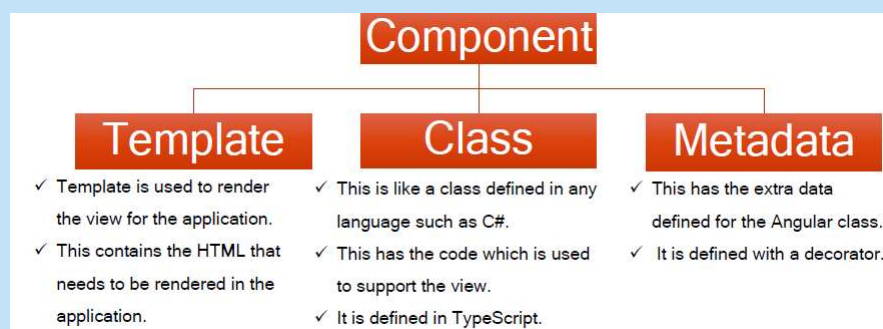 Component
Template
✓ Template is used to render
the view for the application.
✓ This contains the HTML that
needs to be rendered in the
application.
Class
✓ This is like a class defined in any
language such as C#.
✓ This has the code which is used
to support the view.
✓ It is defined in TypeScript.
Metadata
✓ This has the extra data
defined for the Angular class.
✓ It is defined with a decorator.